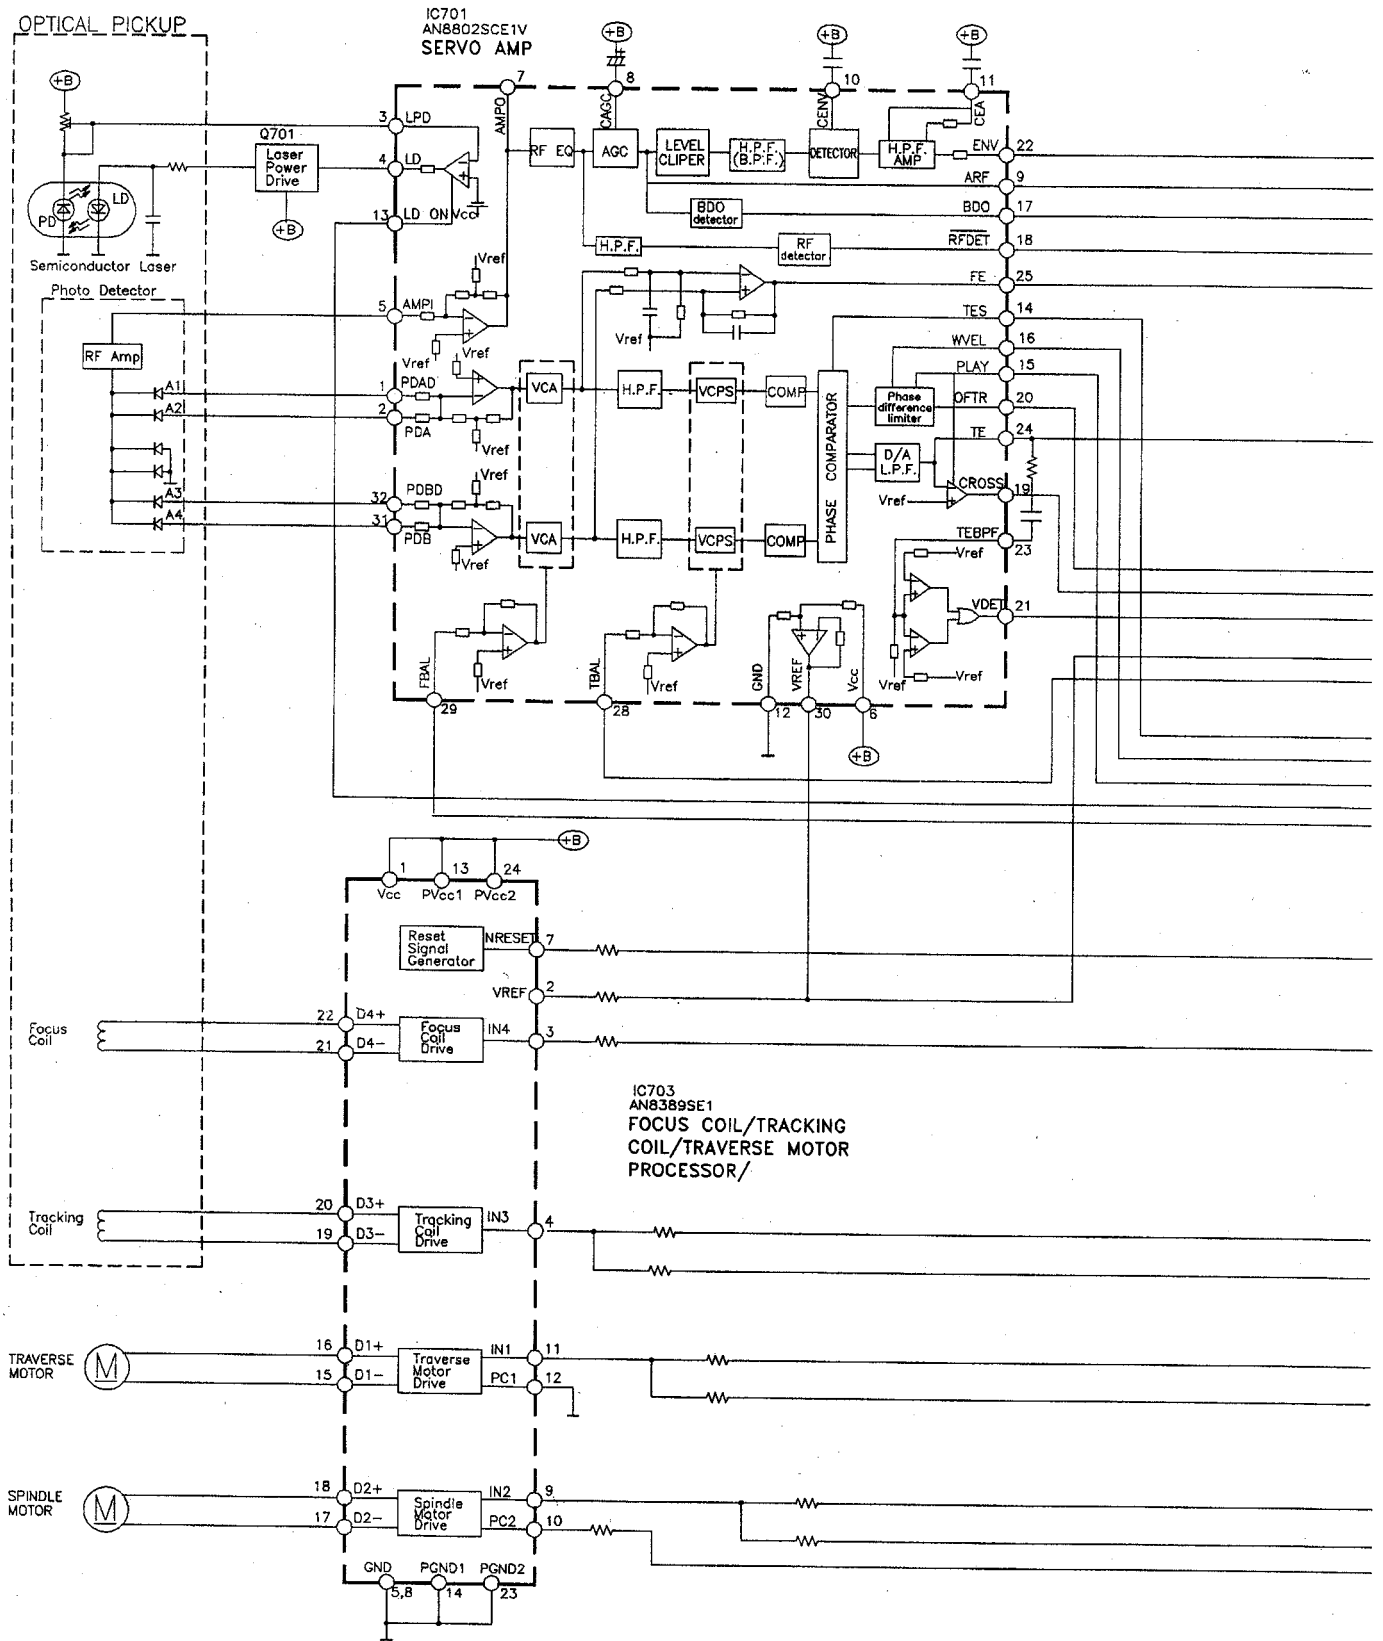 OPTICAL PICKUP
IC701
AN8802SCE1V
SERVO AMP
+B
+B
+B
+B
7
8
10
11
3
LPD
AMPO
CAGC
CENV
CEA
Q701
Laser
Power
Drive
4
LD
RF EQ
AGC
LEVEL
CLIPER
H.P.F.
(B.P.F.)
DETECTOR
H.P.F.
AMP
ENV
22
ARF
9
LD
PD
+B
13
LD ON
Vcc
BDO
detector
BDO
17
H.P.F.
RF
detector
RFDET
18
Semiconductor Laser
Vref
FE
25
Photo Detector
5
AMPI
TES
14
RF Amp
Vref
Vref
Vref
WVEL
16
PLAY
15
A1
1
PDAD
VCA
H.P.F.
VCPS
COMP
Phase
difference
limiter
OFTR
20
A2
2
PDA
Vref
TE
24
PHASE COMPARATOR
D/A
L.P.F.
Vref
CROSS
19
A3
32
PDBD
Vref
A4
31
PDB
VCA
H.P.F.
VCPS
COMP
TEBPF
23
Vref
Vref
VDET
21
FBAL
Vref
TBAL
Vref
GND
VREF
Vcc
Vref
Vref
29
28
12
30
6
+B
+B
1
13
24
Vcc
PVcc1
PVcc2
Reset
Signal
Generator
NRESET
7
VREF
2
Focus
Coil
22
D4+
Focus
Coil
Drive
IN4
3
21
D4-
IC703
AN8389SE1
FOCUS COIL/TRACKING
COIL/TRAVERSE MOTOR
PROCESSOR/
Tracking
Coil
20
D3+
Tracking
Coil
Drive
IN3
4
19
D3-
TRAVERSE
MOTOR
M
16
D1+
Traverse
Motor
Drive
IN1
11
15
D1-
PC1
12
SPINDLE
MOTOR
M
18
D2+
Spindle
Motor
Drive
IN2
9
17
D2-
PC2
10
GND
PGND1
PGND2
5,8
14
23